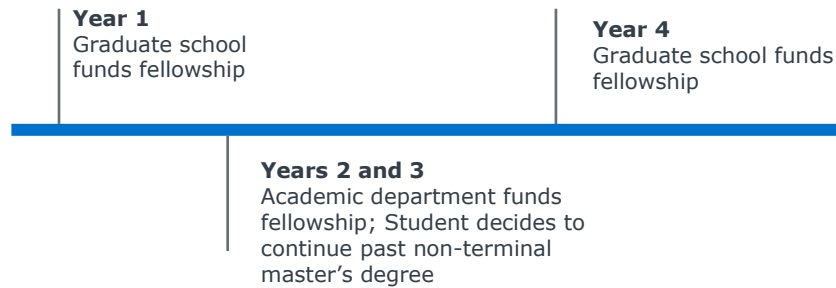 Year 1
Graduate school
funds fellowship
Years 2 and 3
Academic department funds
fellowship; Student decides to
continue past non-terminal
master’s degree
Year 4
Graduate school funds
fellowship